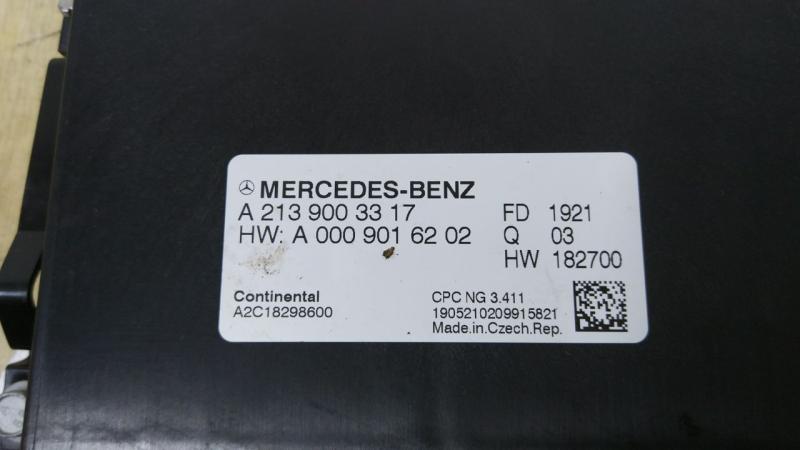 MERCEDES-BENZ
A 213 900 33 17 FD 1921
HW: A 000 901 62 02 Q 03
HW 182700
Continental CPC NG 3.411
A2C18298600 1905210209915821
Made.in.Czech.Rep.